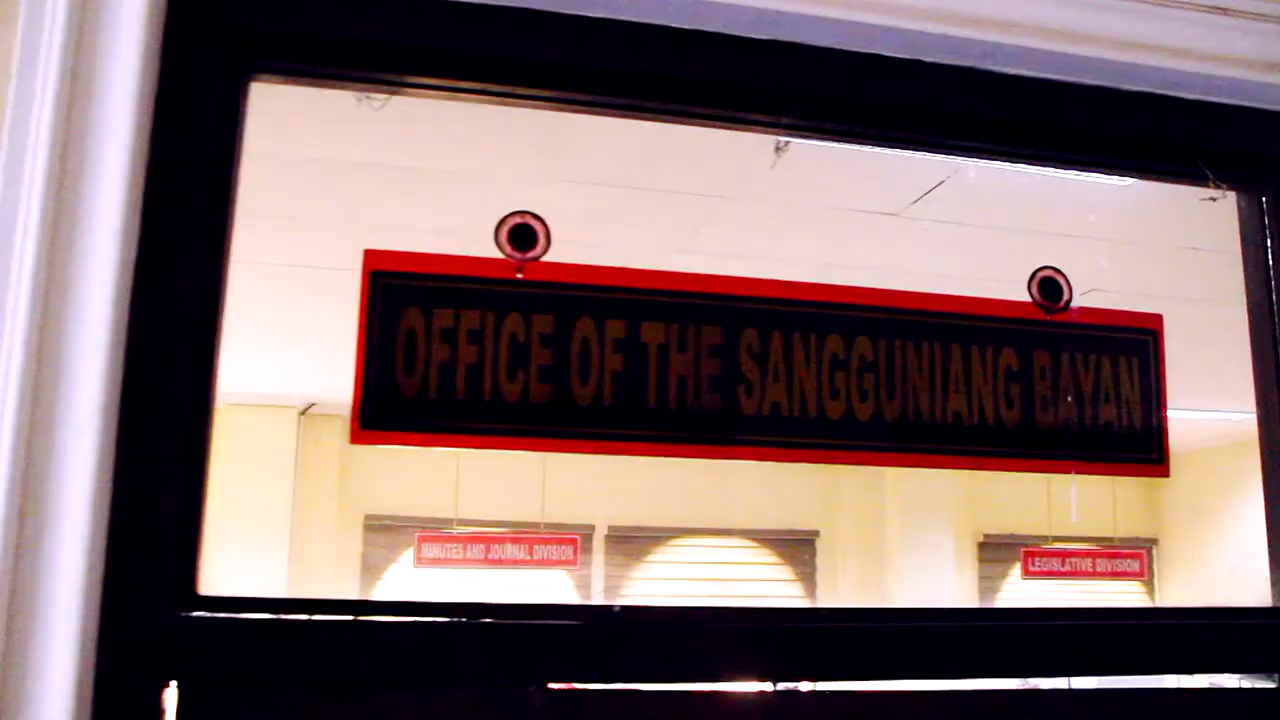 OFFICE OF THE SANGGUNIANG BAYAN
MINUTES AND JOURNAL DIVISION
LEGISLATIVE DIVISION